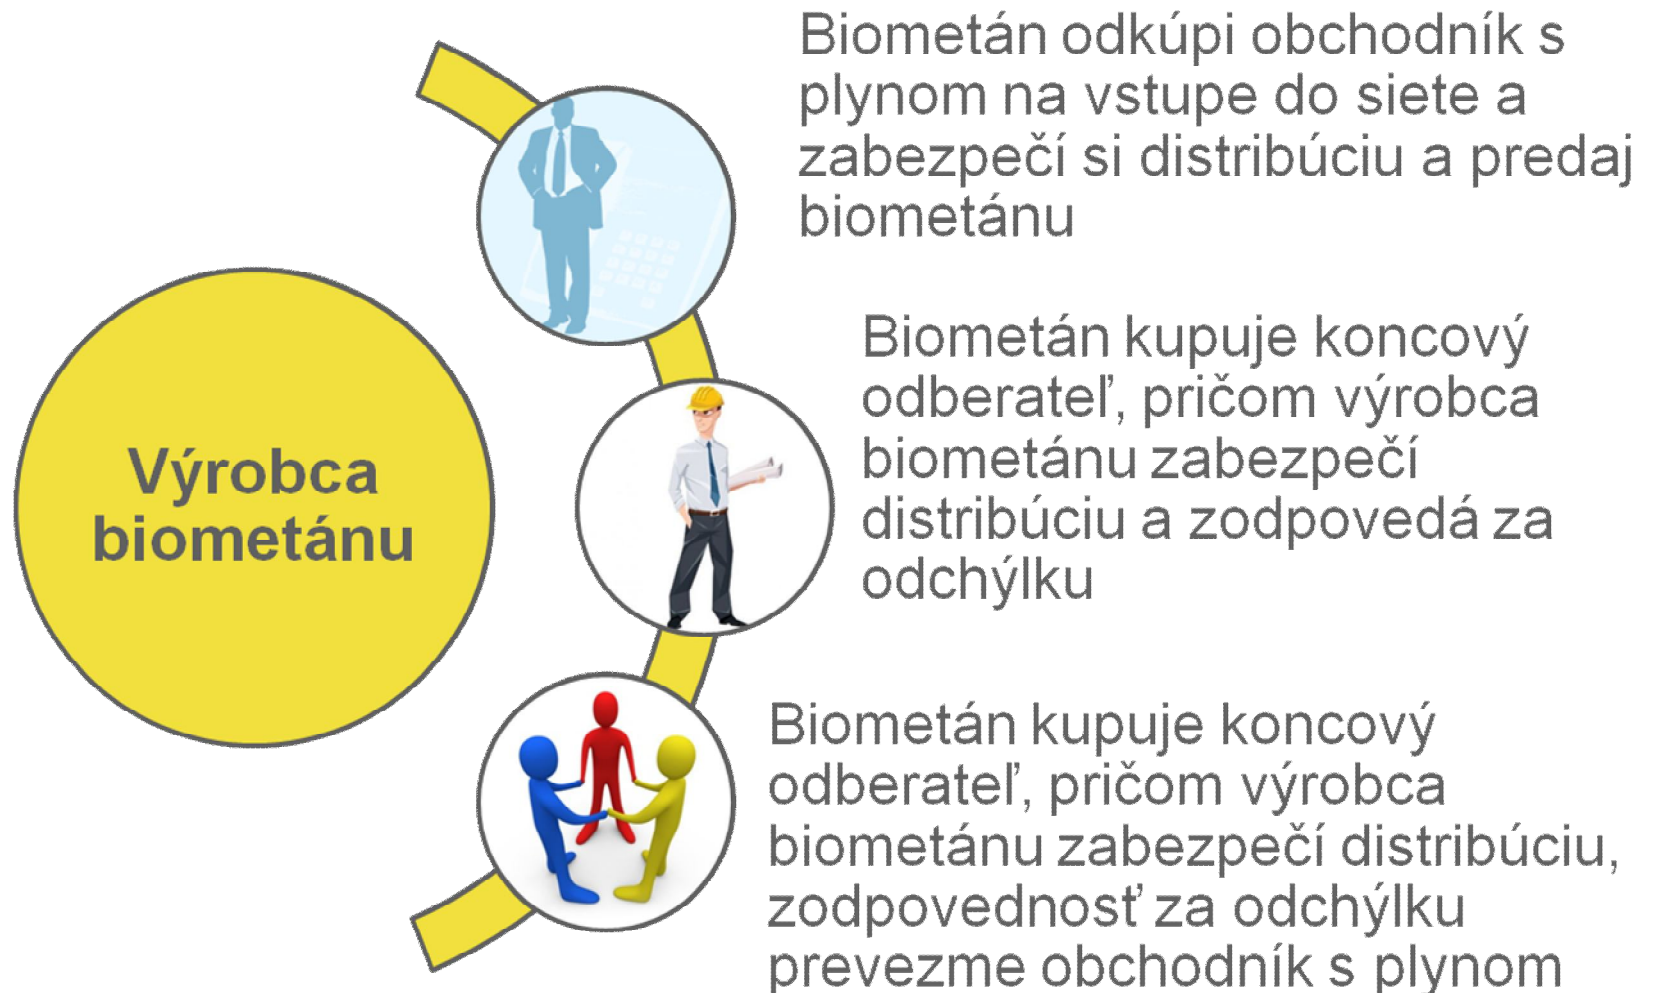 Biometán odkúpi obchodník s
plynom na vstupe do siete a
zabezpečí si distribúciu a predaj
biometánu
Výrobca
biometánu
Biometán kupuje koncový
odberateľ, pričom výrobca
biometánu zabezpečí
distribúciu a zodpovedá za
odchýlku
Biometán kupuje koncový
odberateľ, pričom výrobca
biometánu zabezpečí distribúciu,
zodpovednosť za odchýlku
prevezme obchodník s plynom